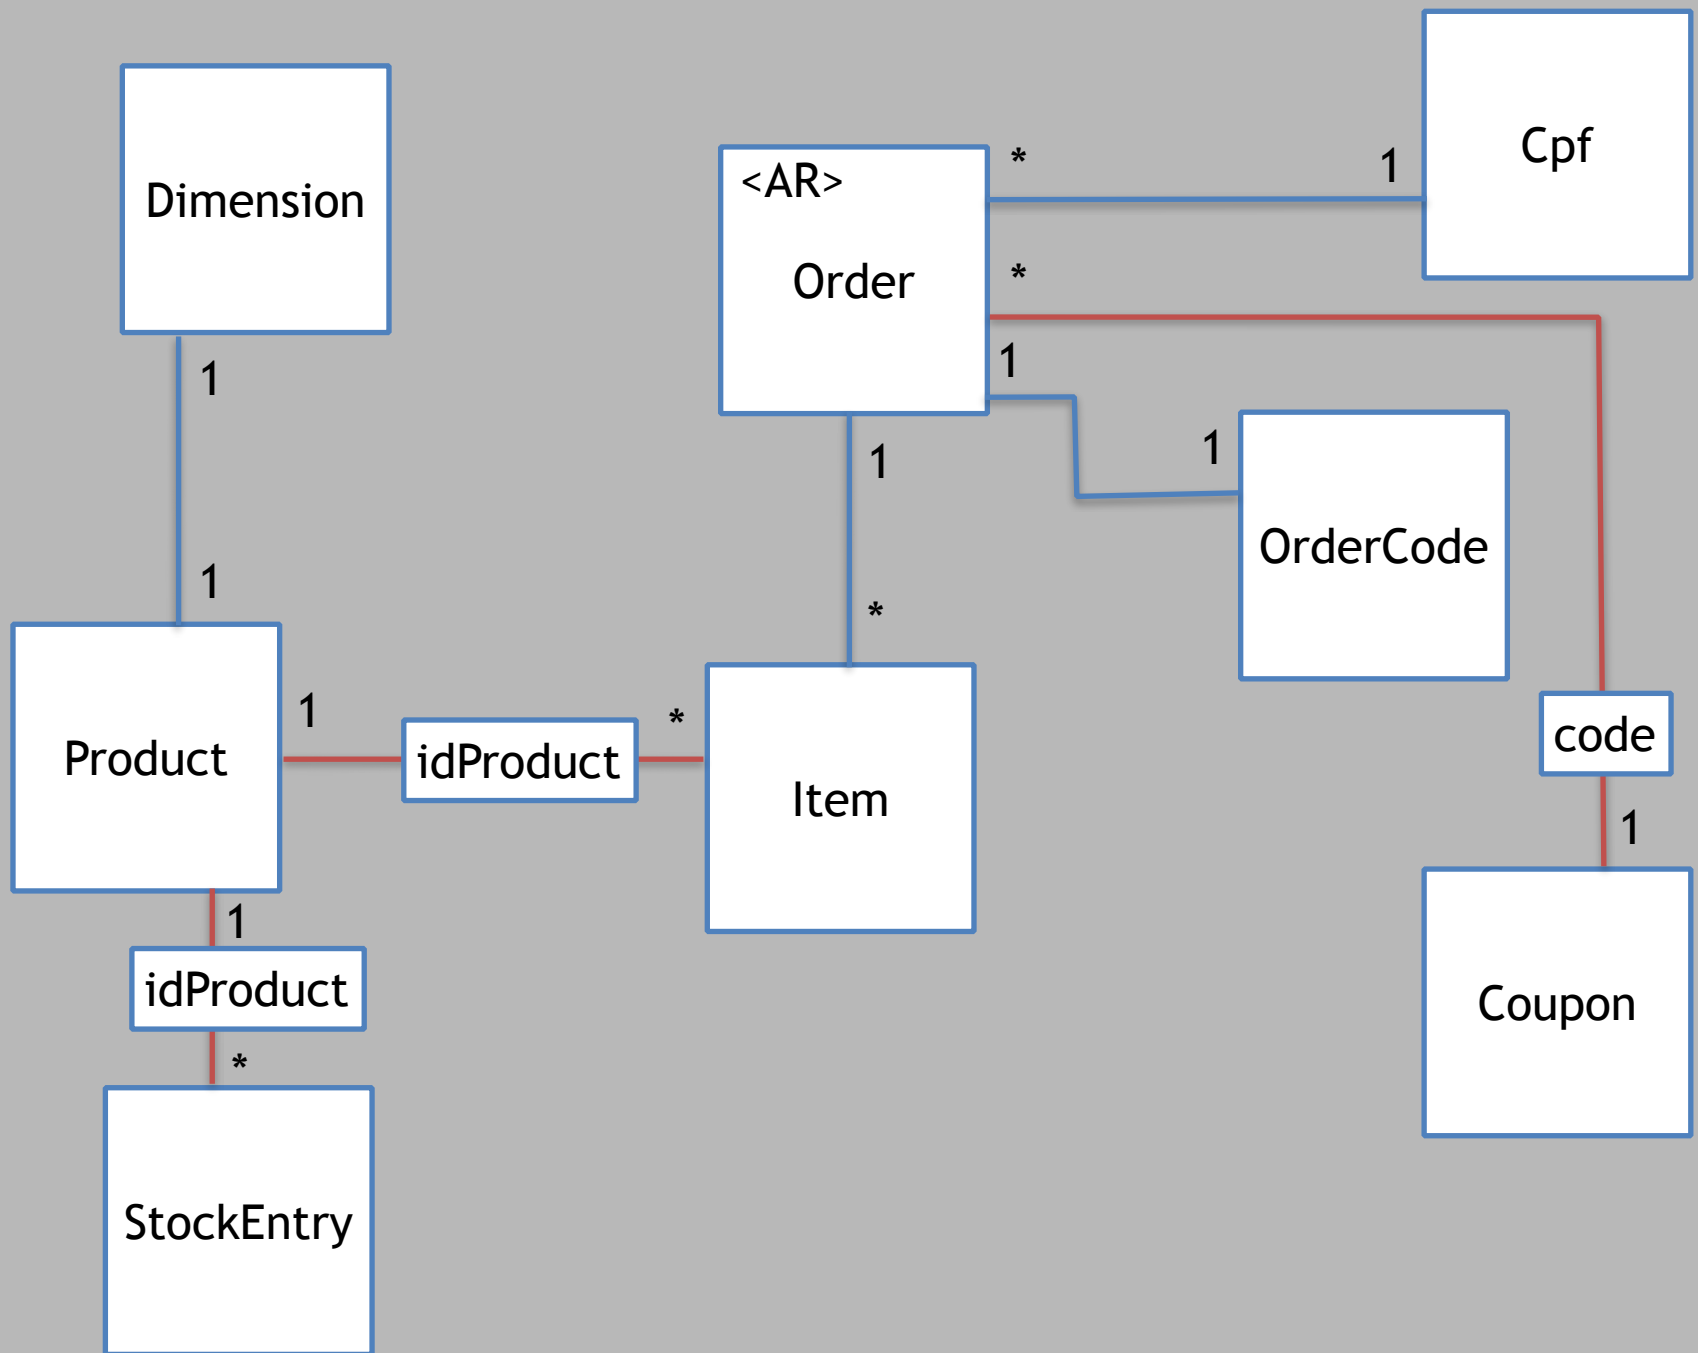 Cpf
Dimension
<AR>
Order
*
1
*
1
1
1
1
OrderCode
1
*
1
1
*
code
Product
idProduct
Item
1
1
idProduct
Coupon
*
StockEntry